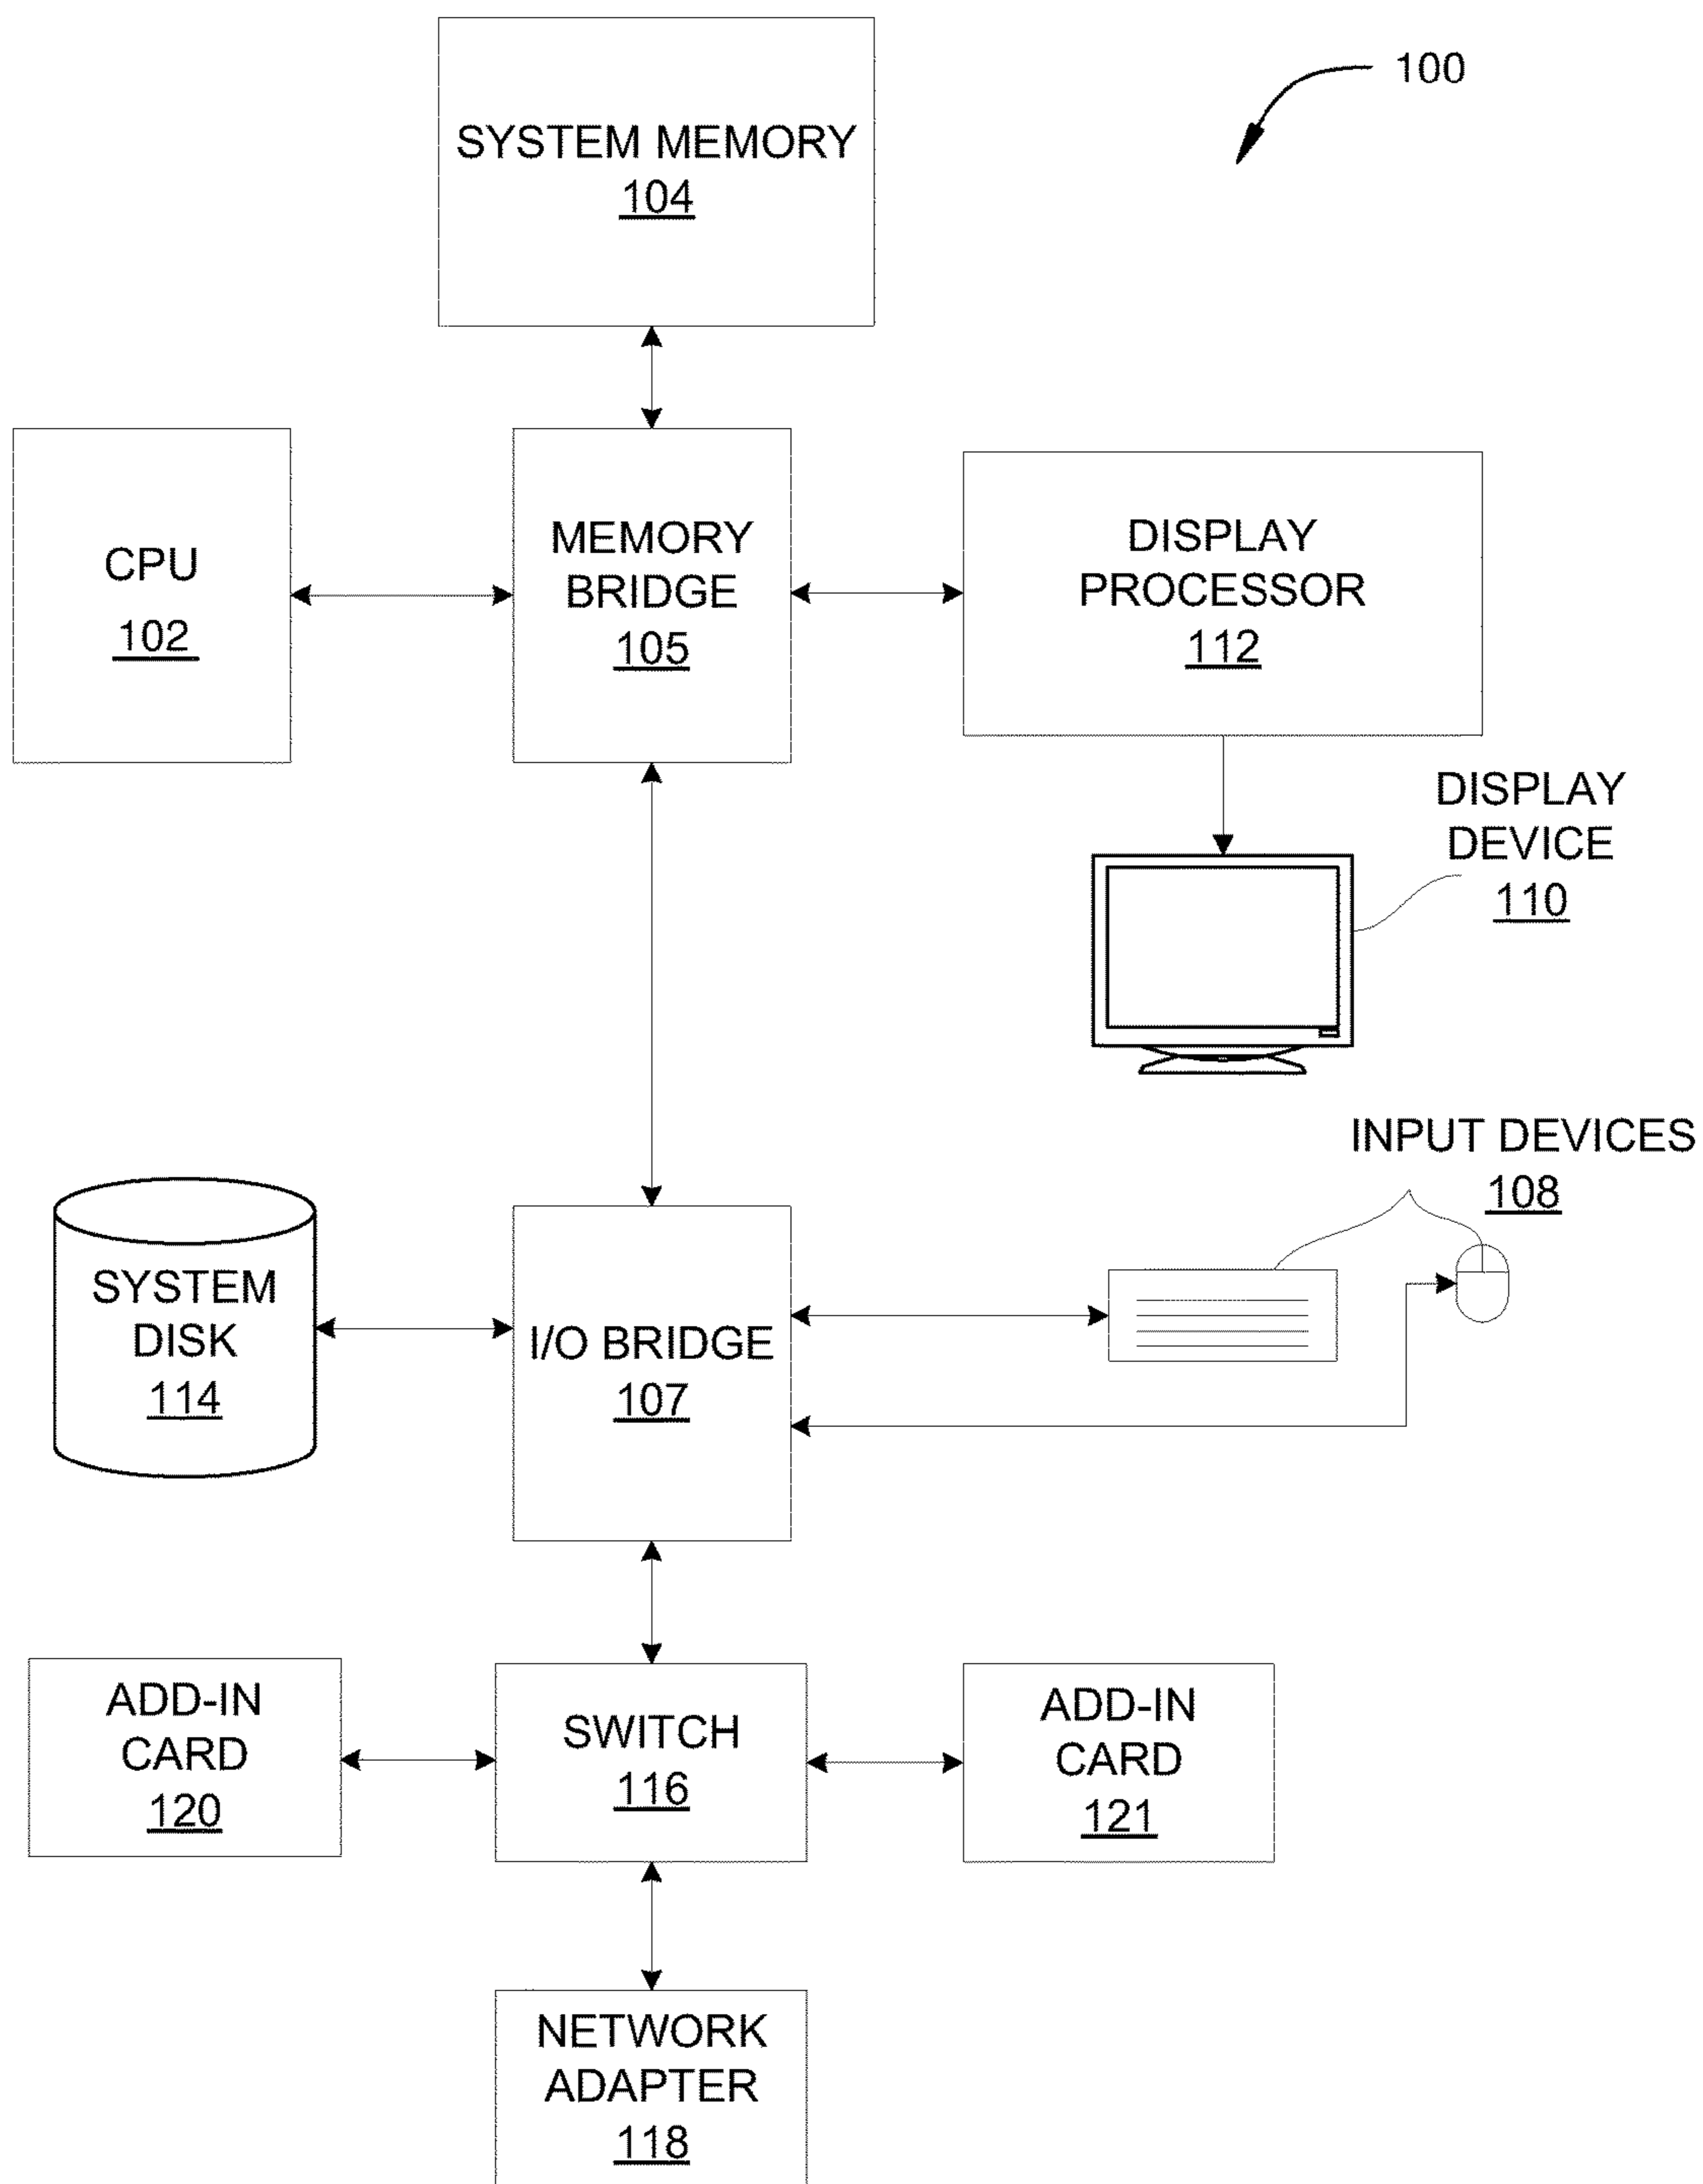 100
SYSTEM MEMORY
104
CPU
102
MEMORY
BRIDGE
105
DISPLAY
PROCESSOR
112
DISPLAY
DEVICE
110
INPUT DEVICES
108
SYSTEM
DISK
114
I/O BRIDGE
107
ADD-IN
CARD
120
SWITCH
116
ADD-IN
CARD
121
NETWORK
ADAPTER
118